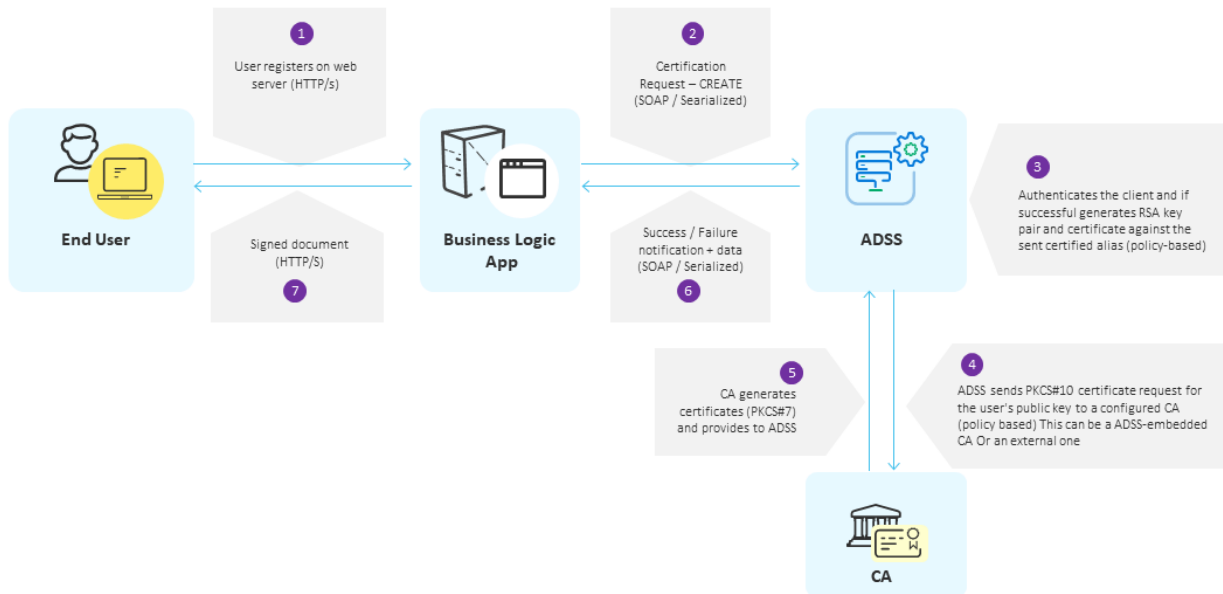 1
User registers on web
server (HTTP/s)
2
Certification
Request – CREATE
(SOAP / Searialized)
End User
Business Logic
App
ADSS
3
Authenticates the client and if
successful generates RSA key
pair and certificate against the
sent certified alias (policy-based)
Signed document
(HTTP/S)
7
Success / Failure
notification + data
(SOAP / Serialized)
6
5
CA generates
certificates (PKCS#7)
and provides to ADSS
4
ADSS sends PKCS#10 certificate request for
the user's public key to a configured CA
(policy based) This can be a ADSS-embedded
CA Or an external one
CA